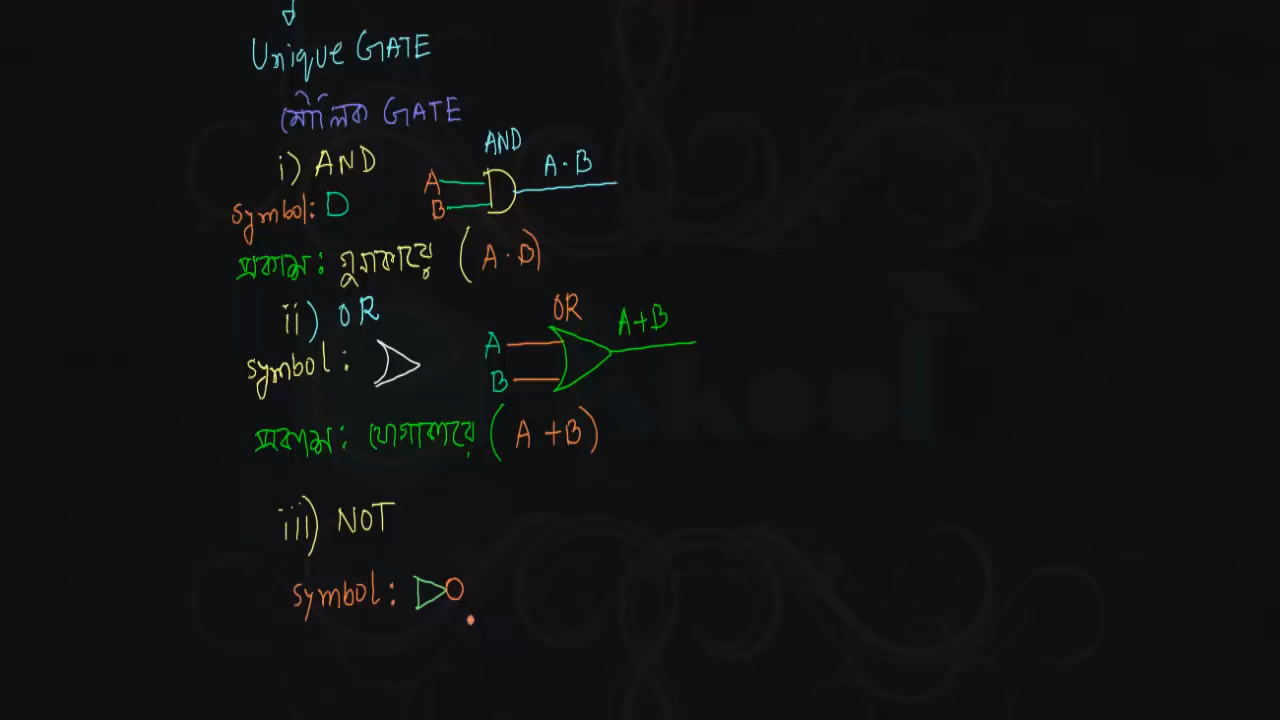 Unique GATE
মৌলিক GATE
i) AND
AND
A
B
A·B
symbol:
প্রকাশ: গুণাকারে (A·B)
ii) OR
OR
A
B
A+B
symbol:
প্রকাশ: যোগাকারে (A+B)
iii) NOT
symbol: